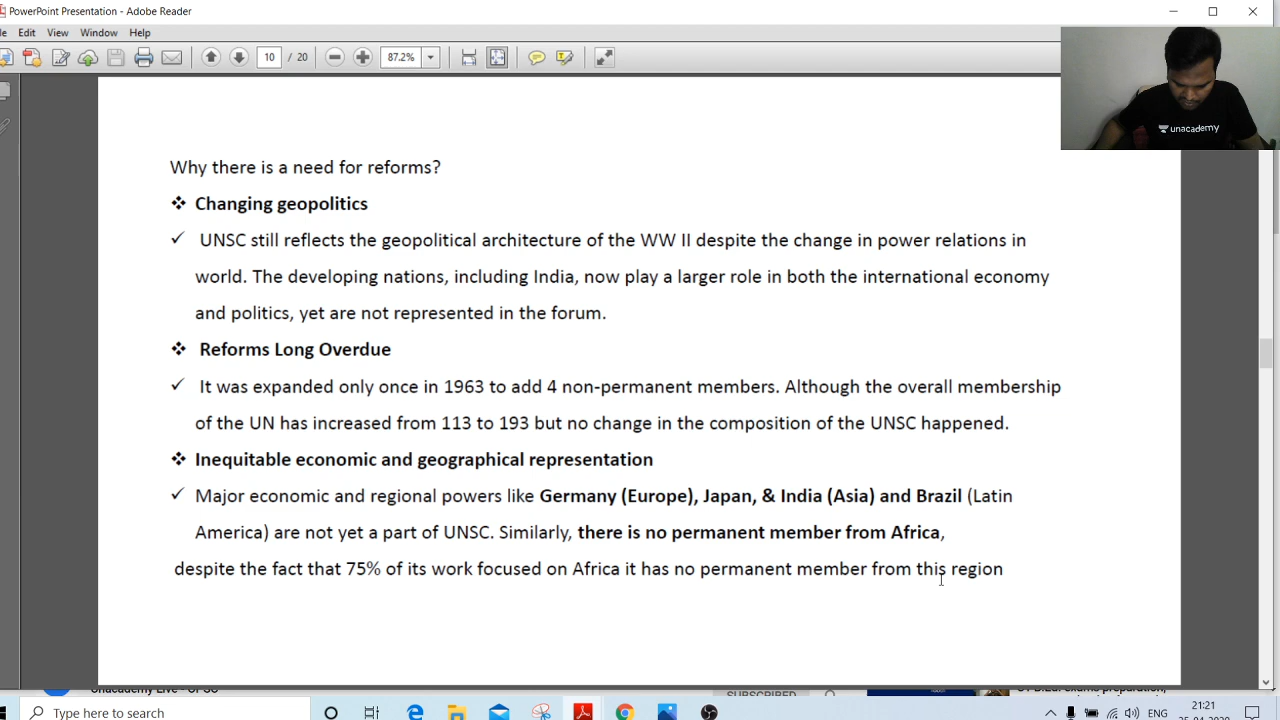 PowerPoint Presentation - Adobe Reader
Edit View Window Help
10 / 20 87.2%
unacademy
Why there is a need for reforms?
❖ Changing geopolitics
✓ UNSC still reflects the geopolitical architecture of the WW II despite the change in power relations in
world. The developing nations, including India, now play a larger role in both the international economy
and politics, yet are not represented in the forum.
❖ Reforms Long Overdue
✓ It was expanded only once in 1963 to add 4 non-permanent members. Although the overall membership
of the UN has increased from 113 to 193 but no change in the composition of the UNSC happened.
❖ Inequitable economic and geographical representation
✓ Major economic and regional powers like Germany (Europe), Japan, & India (Asia) and Brazil (Latin
America) are not yet a part of UNSC. Similarly, there is no permanent member from Africa,
despite the fact that 75% of its work focused on Africa it has no permanent member from this region
SUBSCRIBED
Type here to search
ENG
21:21